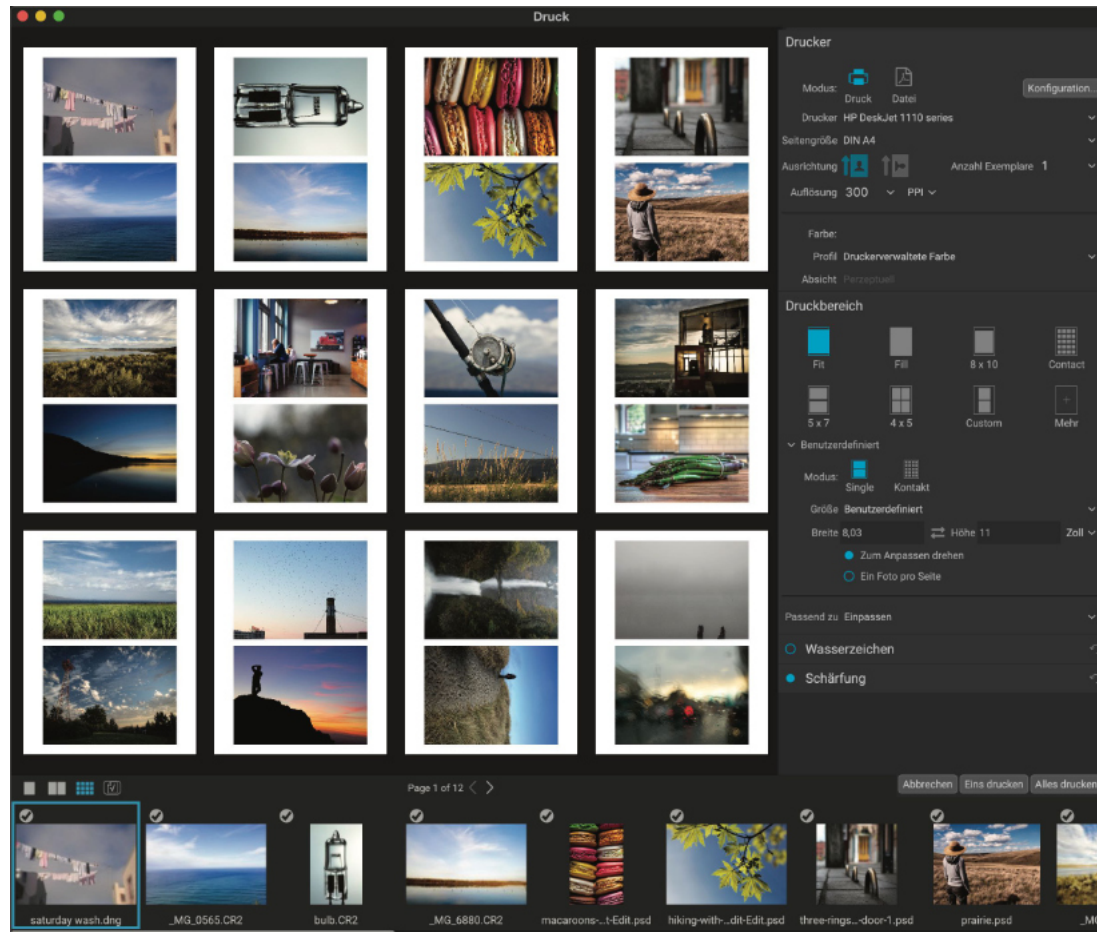 Druck
Drucker
Modus:
Druck Datei
Konfiguration...
Drucker HP DeskJet 1110 series
Seitengröße DIN A4
Ausrichtung Anzahl Exemplare 1
Auflösung 300 PPI
Farbe:
Profil Druckerverwaltete Farbe
Absicht Perzeptuell
Druckbereich
Fit Fill 8 x 10 Contact
5 x 7 4 x 5 Custom Mehr
Benutzerdefiniert
Modus:
Single Kontakt
Größe Benutzerdefiniert
Breite 8,03 Höhe 11 Zoll
Zum Anpassen drehen
Ein Foto pro Seite
Passend zu Einpassen
Wasserzeichen
Schärfung
Page 1 of 12
Abbrechen Eins drucken Alles drucken
saturday wash.dng _MG_0565.CR2 bulb.CR2 _MG_6880.CR2 macaroons-...t-Edit.psd hiking-with-...dit-Edit.psd three-rings...-door-1.psd prairie.psd _M